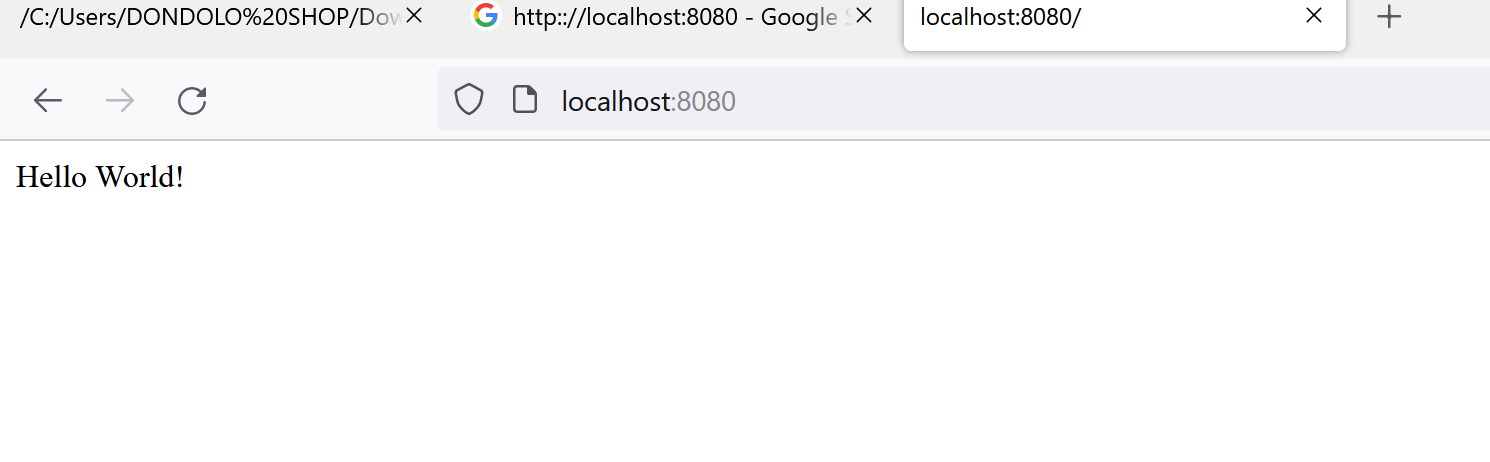 /C:/Users/DONDOLO%20SHOP/Dow
http:://localhost:8080 - Google S
localhost:8080/
localhost:8080
Hello World!